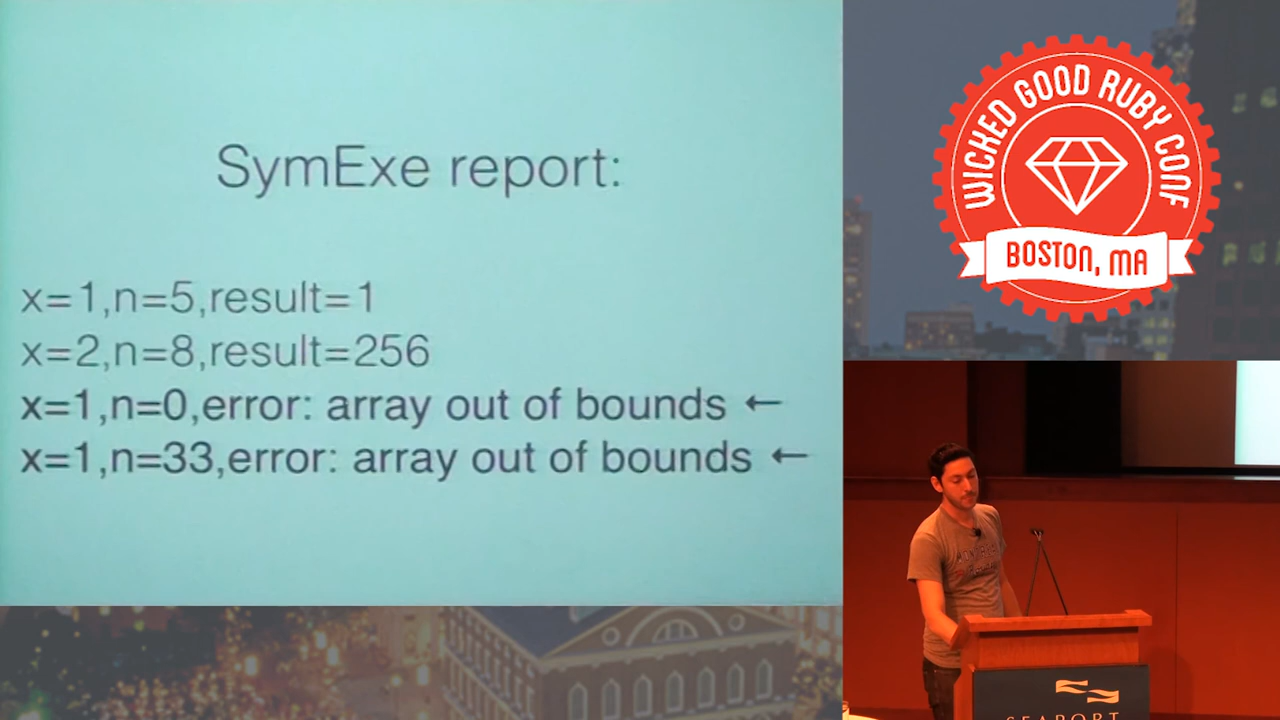 SymExe report:
x=1,n=5,result=1
x=2,n=8,result=256
x=1,n=0,error: array out of bounds ←
x=1,n=33,error: array out of bounds ←
WICKED GOOD RUBY CONF
BOSTON, MA
SEAPORT